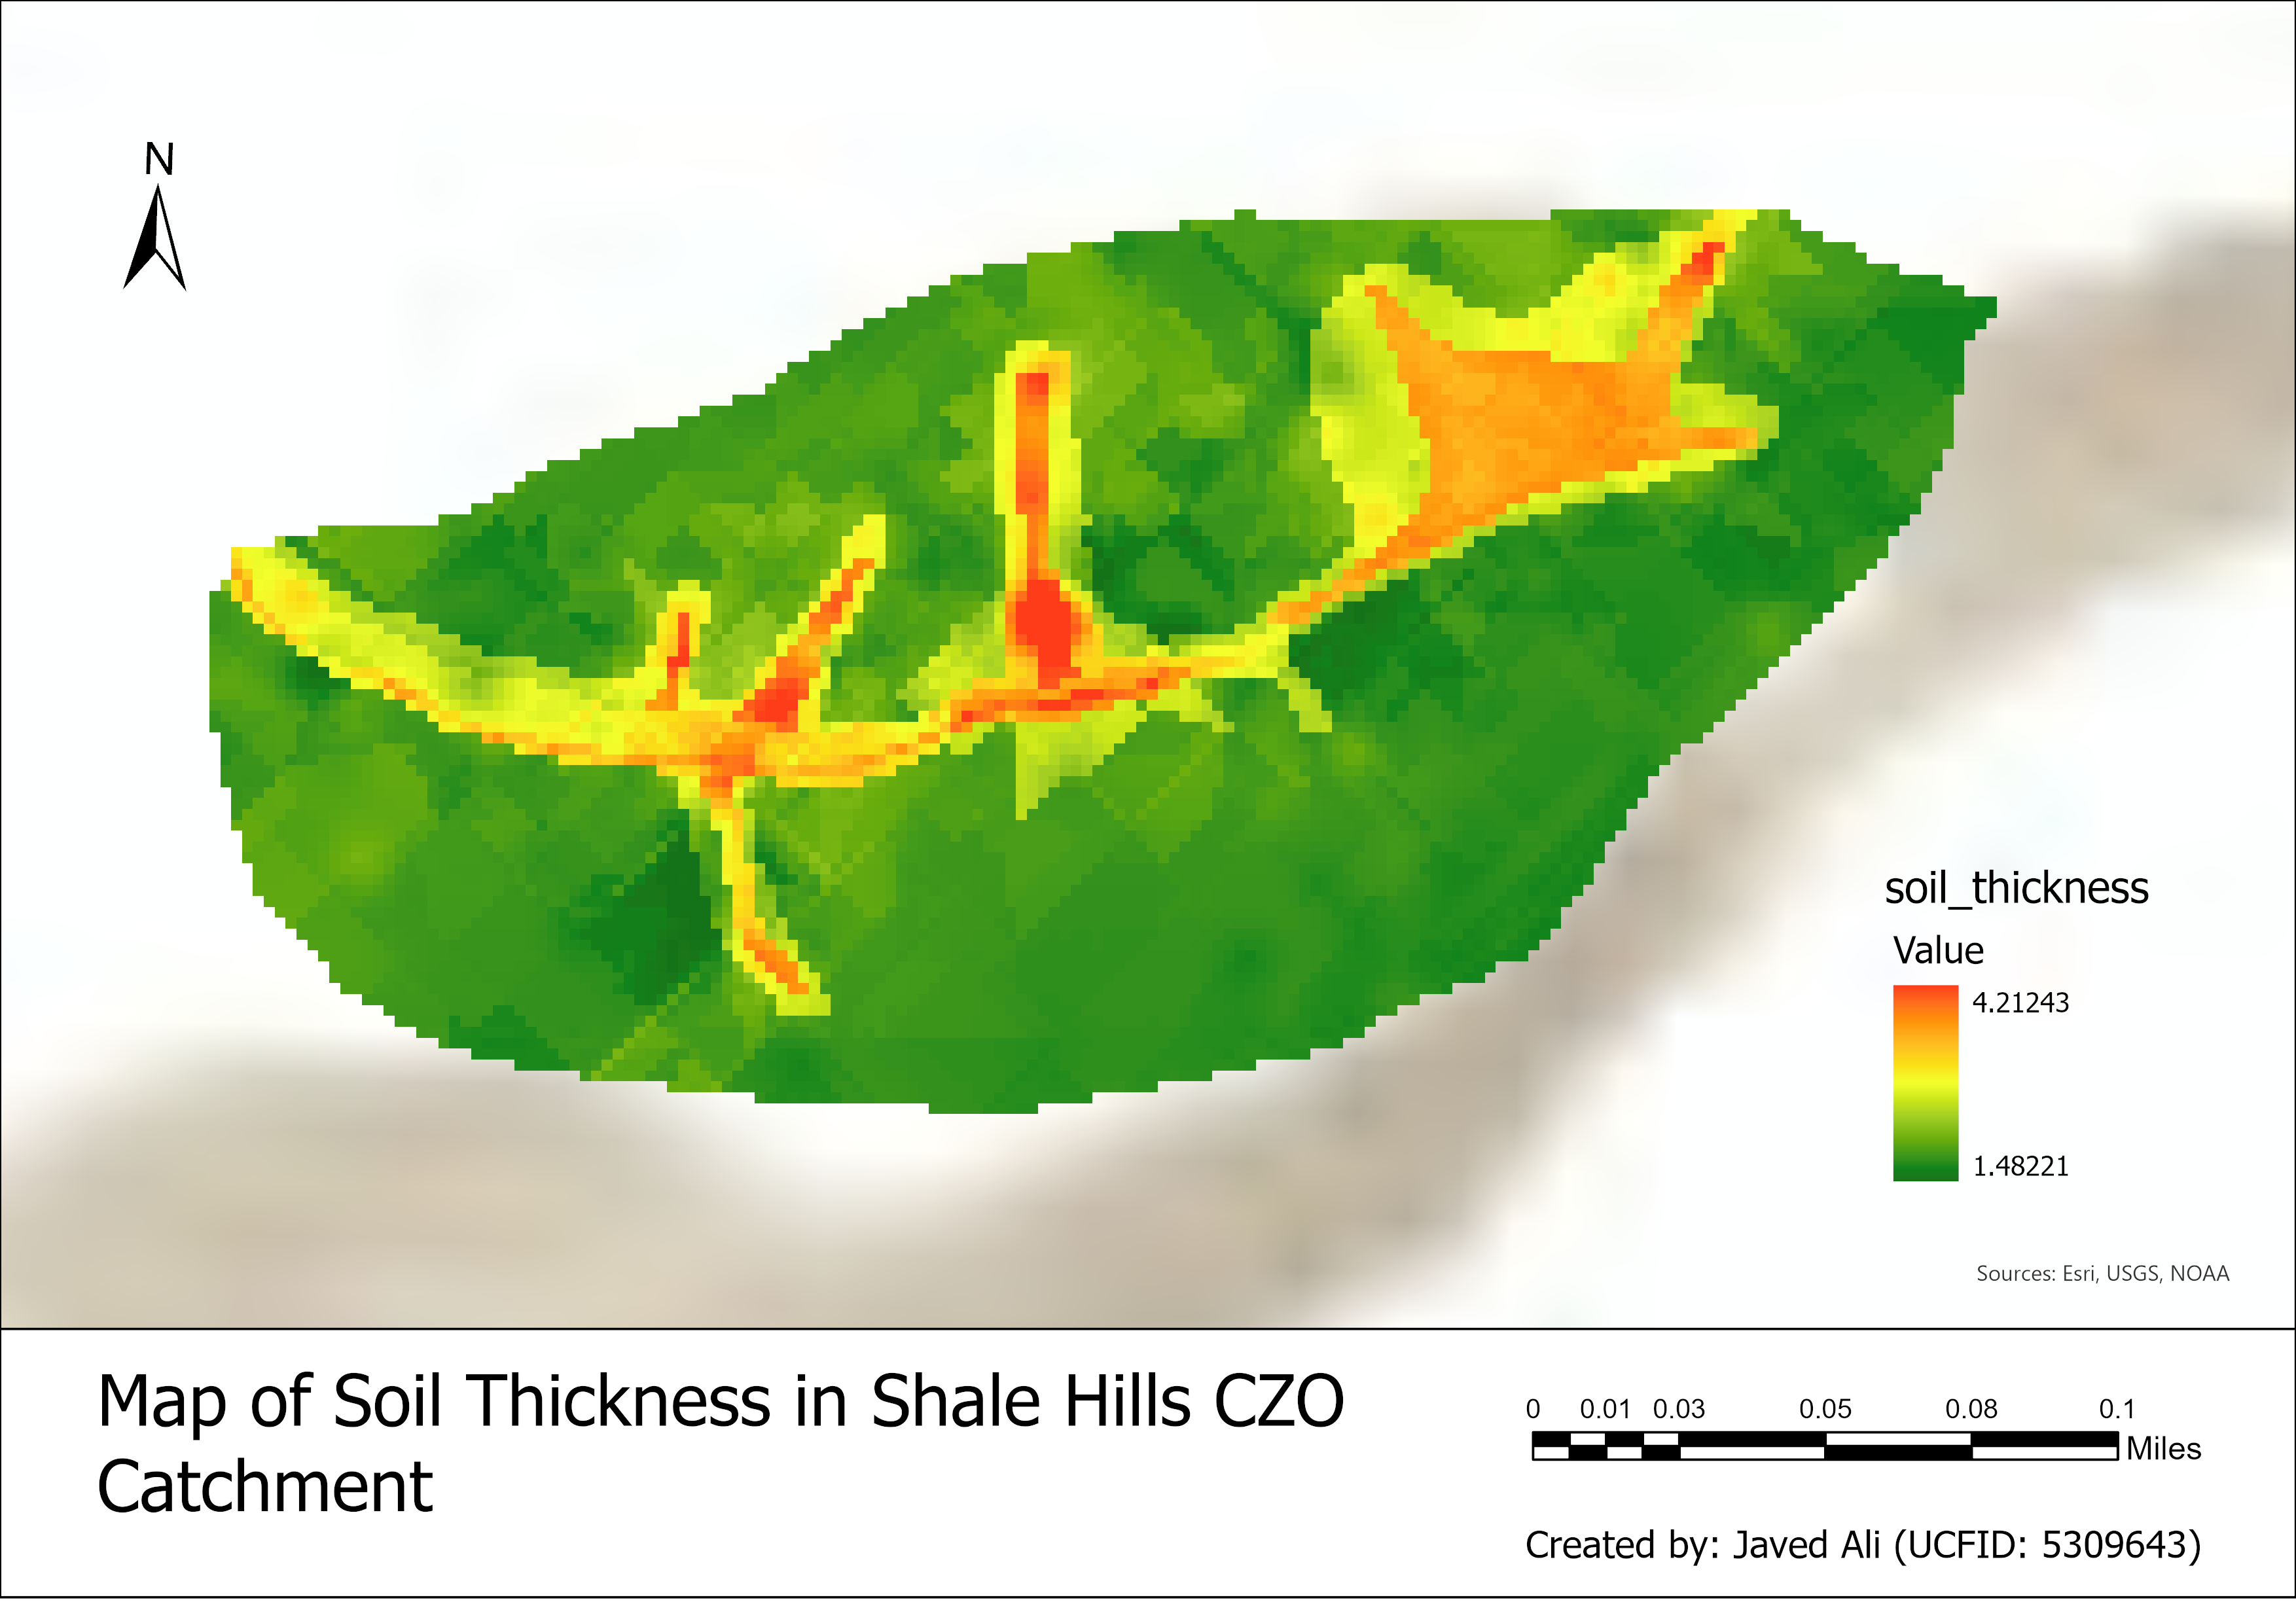 N
soil_thickness
Value
4.21243
1.48221
Sources: Esri, USGS, NOAA
Map of Soil Thickness in Shale Hills CZO
Catchment
0 0.01 0.03 0.05 0.08 0.1
Miles
Created by: Javed Ali (UCFID: 5309643)